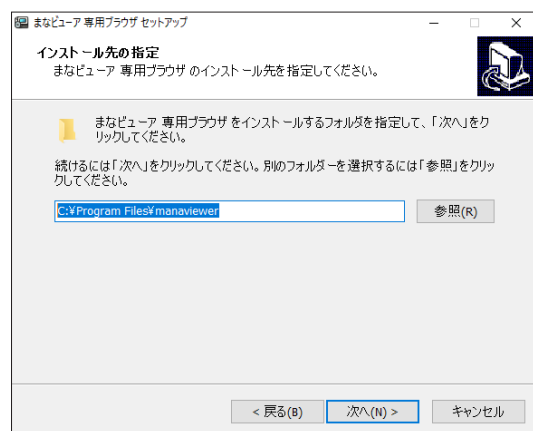 まなビューア 専用ブラウザ セットアップ
インストール先の指定
まなビューア 専用ブラウザ のインストール先を指定してください。
まなビューア 専用ブラウザ をインストールするフォルダを指定して、「次へ」をク
リックしてください。
続けるには「次へ」をクリックしてください。別のフォルダーを選択するには「参照」をクリッ
クしてください。
C:¥Program Files¥manaviewer
参照(R)
< 戻る(B)
次へ(N) >
キャンセル